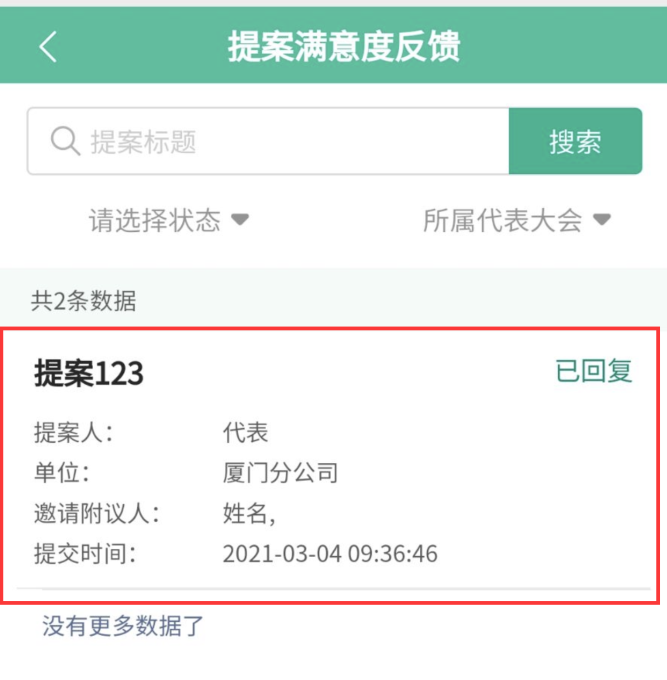 提案满意度反馈
提案标题 搜索
请选择状态 所属代表大会
共2条数据
提案123 已回复
提案人： 代表
单位： 厦门分公司
邀请附议人： 姓名,
提交时间： 2021-03-04 09:36:46
没有更多数据了